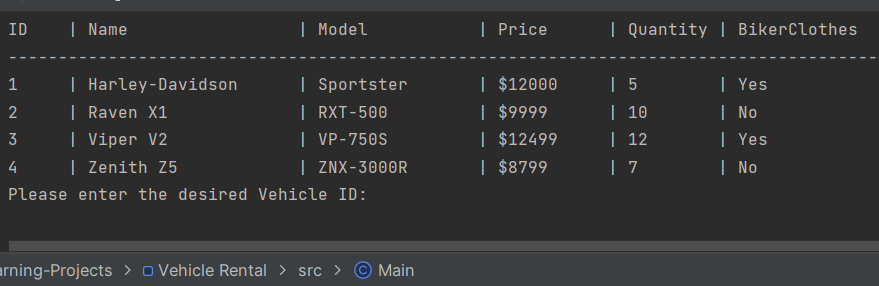 ID | Name | Model | Price | Quantity | BikerClothes
----------------------------------------------------------------------------------------
1 | Harley-Davidson | Sportster | $12000 | 5 | Yes
2 | Raven X1 | RXT-500 | $9999 | 10 | No
3 | Viper V2 | VP-750S | $12499 | 12 | Yes
4 | Zenith Z5 | ZNX-3000R | $8799 | 7 | No
Please enter the desired Vehicle ID:
arning-Projects > Vehicle Rental > src > C Main